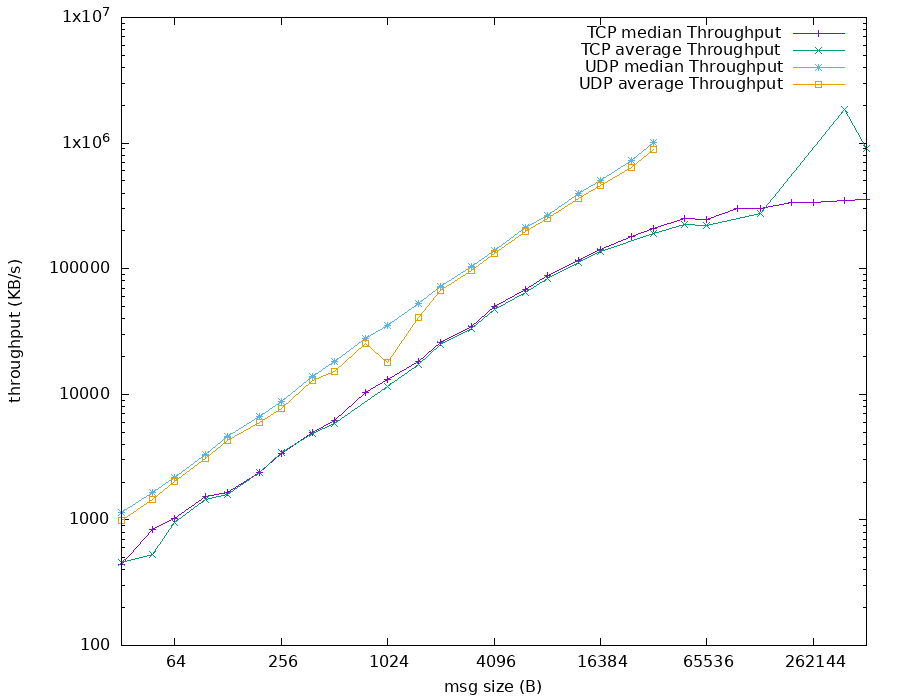 1x10^7
1x10^6
100000
10000
1000
100
throughput (KB/s)
TCP median Throughput
TCP average Throughput
UDP median Throughput
UDP average Throughput
64 256 1024 4096 16384 65536 262144
msg size (B)